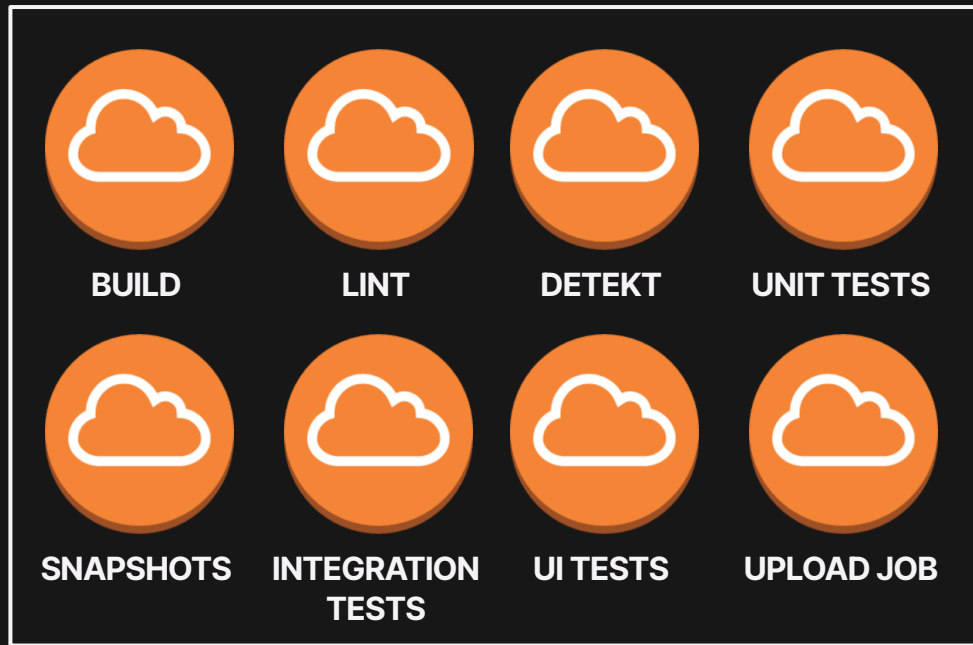 BUILD
LINT
DETEKT
UNIT TESTS
SNAPSHOTS
INTEGRATION
TESTS
UI TESTS
UPLOAD JOB